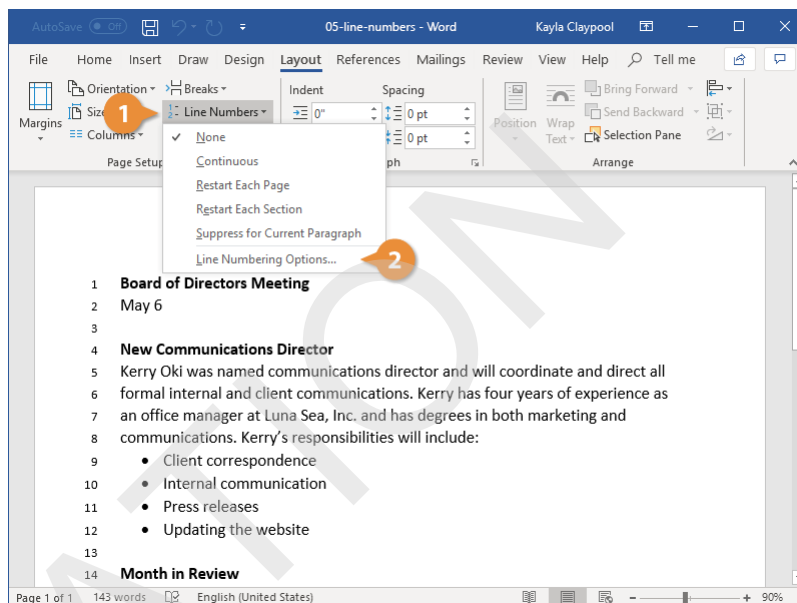 AutoSave Off 05-line-numbers - Word Kayla Claypool
File Home Insert Draw Design Layout References Mailings Review View Help Tell me
Orientation Breaks Indent Spacing Bring Forward
1 Line Numbers 0" 0 pt Send Backward
Margins Columns 0 pt Position Wrap Text Selection Pane
Page Setup Arrange
None
Continuous
Restart Each Page
Restart Each Section
Suppress for Current Paragraph
Line Numbering Options... 2
1 Board of Directors Meeting
2 May 6
3
4 New Communications Director
5 Kerry Oki was named communications director and will coordinate and direct all
6 formal internal and client communications. Kerry has four years of experience as
7 an office manager at Luna Sea, Inc. and has degrees in both marketing and
8 communications. Kerry's responsibilities will include:
9 • Client correspondence
10 • Internal communication
11 • Press releases
12 • Updating the website
13
14 Month in Review
Page 1 of 1 143 words English (United States) 90%